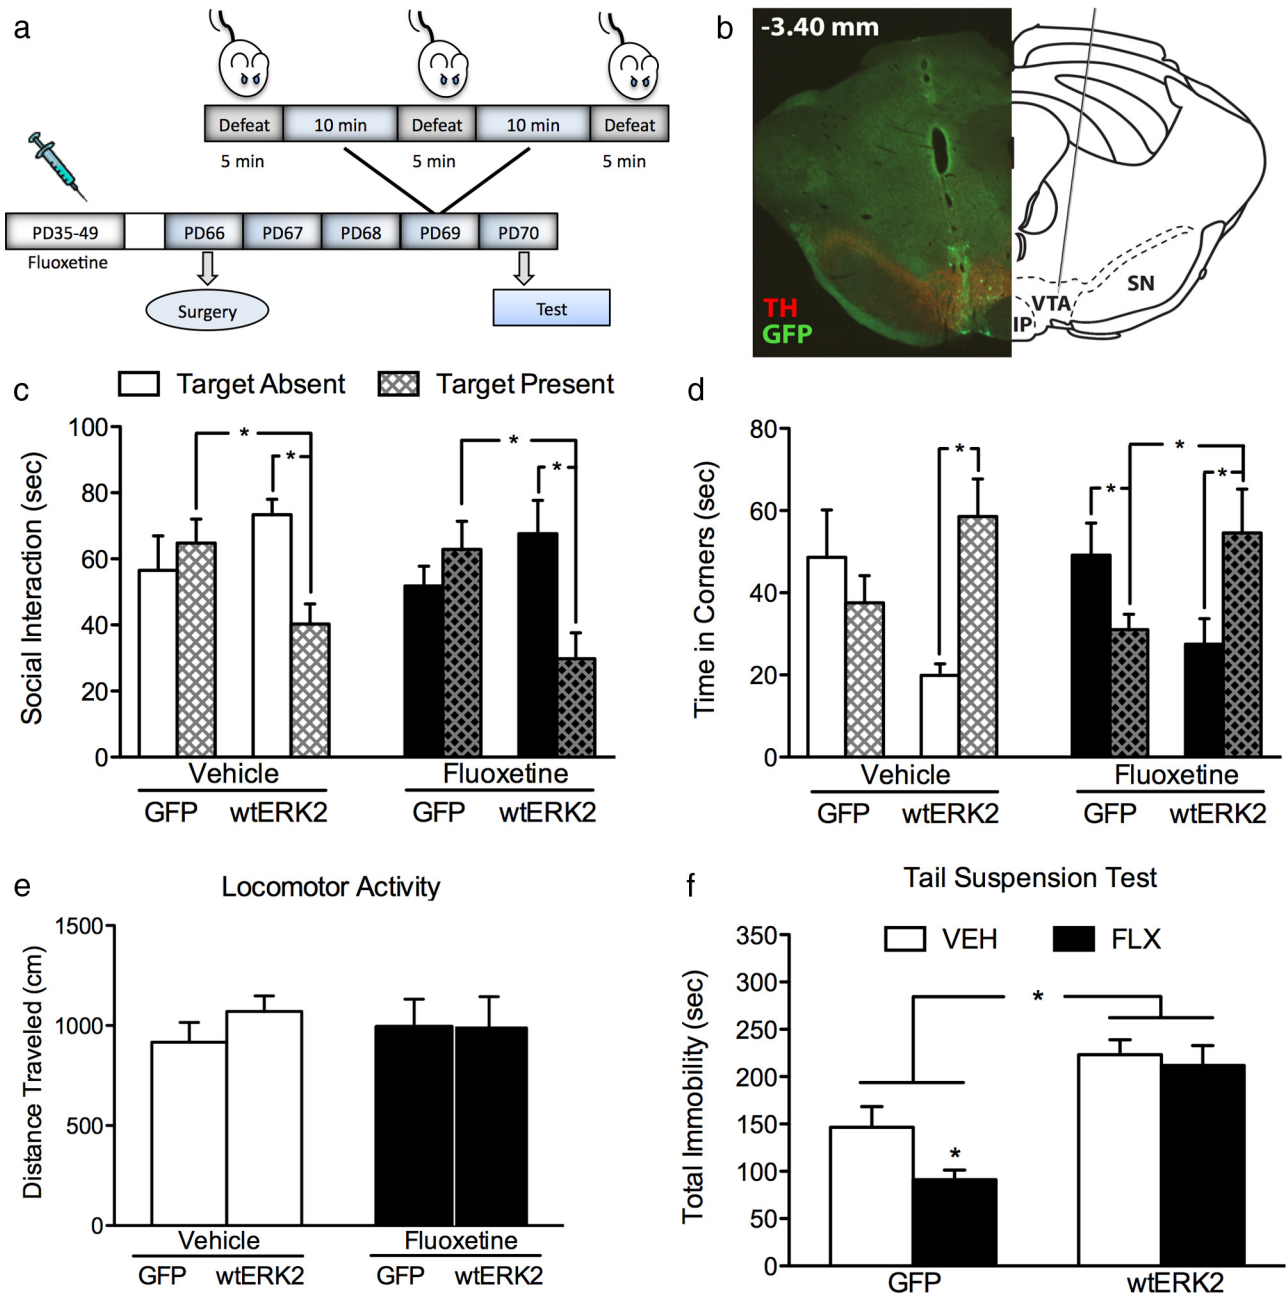 a
Defeat 10 min Defeat 10 min Defeat
5 min 5 min 5 min
PD35-49 PD66 PD67 PD68 PD69 PD70
Fluoxetine
Surgery
Test
b
-3.40 mm
TH
GFP
SN
VTA
IP
c
Target Absent Target Present
Social Interaction (sec)
100
80
60
40
20
0
* * * *
Vehicle Fluoxetine
GFP wtERK2 GFP wtERK2
d
Time in Corners (sec)
80
60
40
20
0
* * * *
Vehicle Fluoxetine
GFP wtERK2 GFP wtERK2
e
Locomotor Activity
Distance Traveled (cm)
1500
1000
500
0
Vehicle Fluoxetine
GFP wtERK2 GFP wtERK2
f
Tail Suspension Test
VEH FLX
Total Immobility (sec)
350
300
250
200
150
100
50
0
*
*
GFP wtERK2